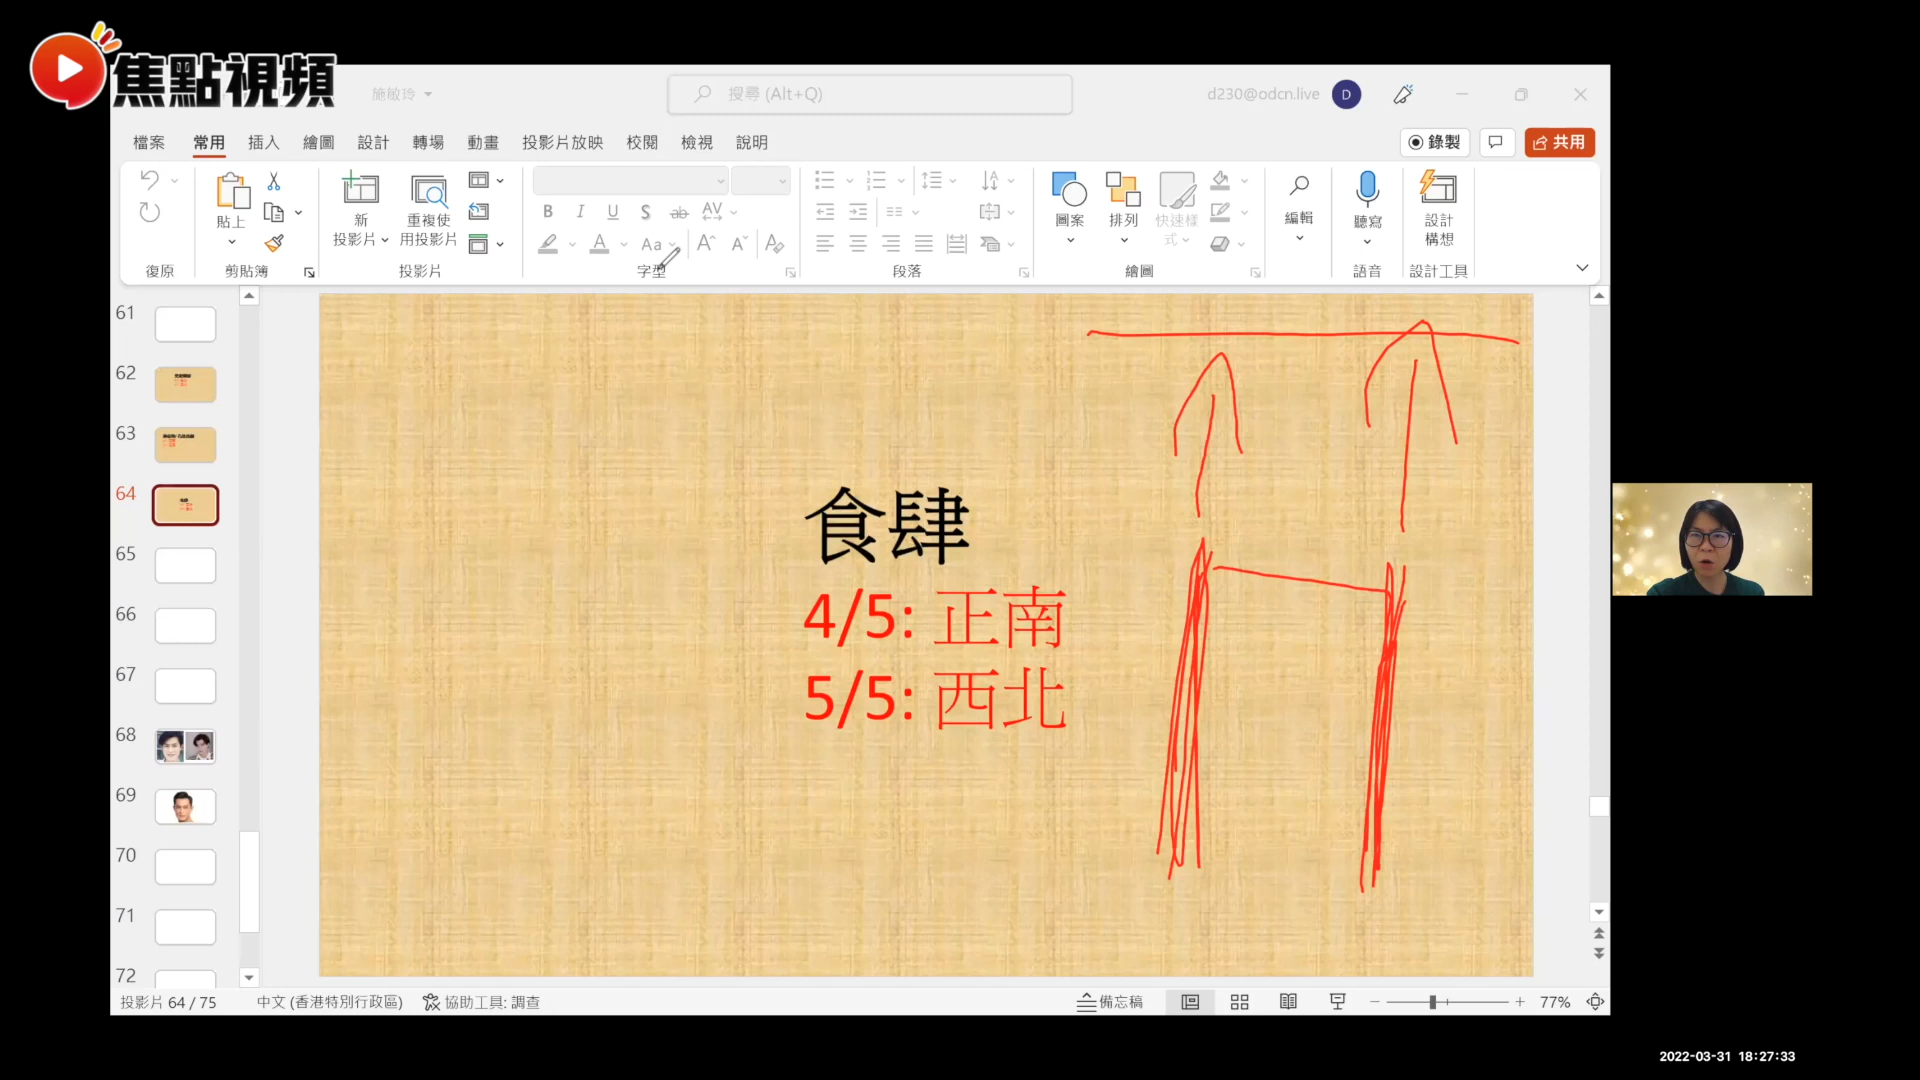 焦點視頻
施敏玲
搜尋 (Alt+Q)
d230@odcn.live
D
檔案 常用 插入 繪圖 設計 轉場 動畫 投影片放映 校閱 檢視 說明
錄製
共用
貼上
新
投影片
重複使
用投影片
B I U S ab AV
A Aa A A A
圖案
排列
快速樣
式
編輯
聽寫
設計
構想
復原
剪貼簿
投影片
字型
段落
繪圖
語音
設計工具
61
62
63
64
65
66
67
68
69
70
71
72
食肆
4/5: 正南
5/5: 西北
投影片 64 / 75
中文 (香港特別行政區)
協助工具: 調查
備忘稿
77%
2022-03-31 18:27:33